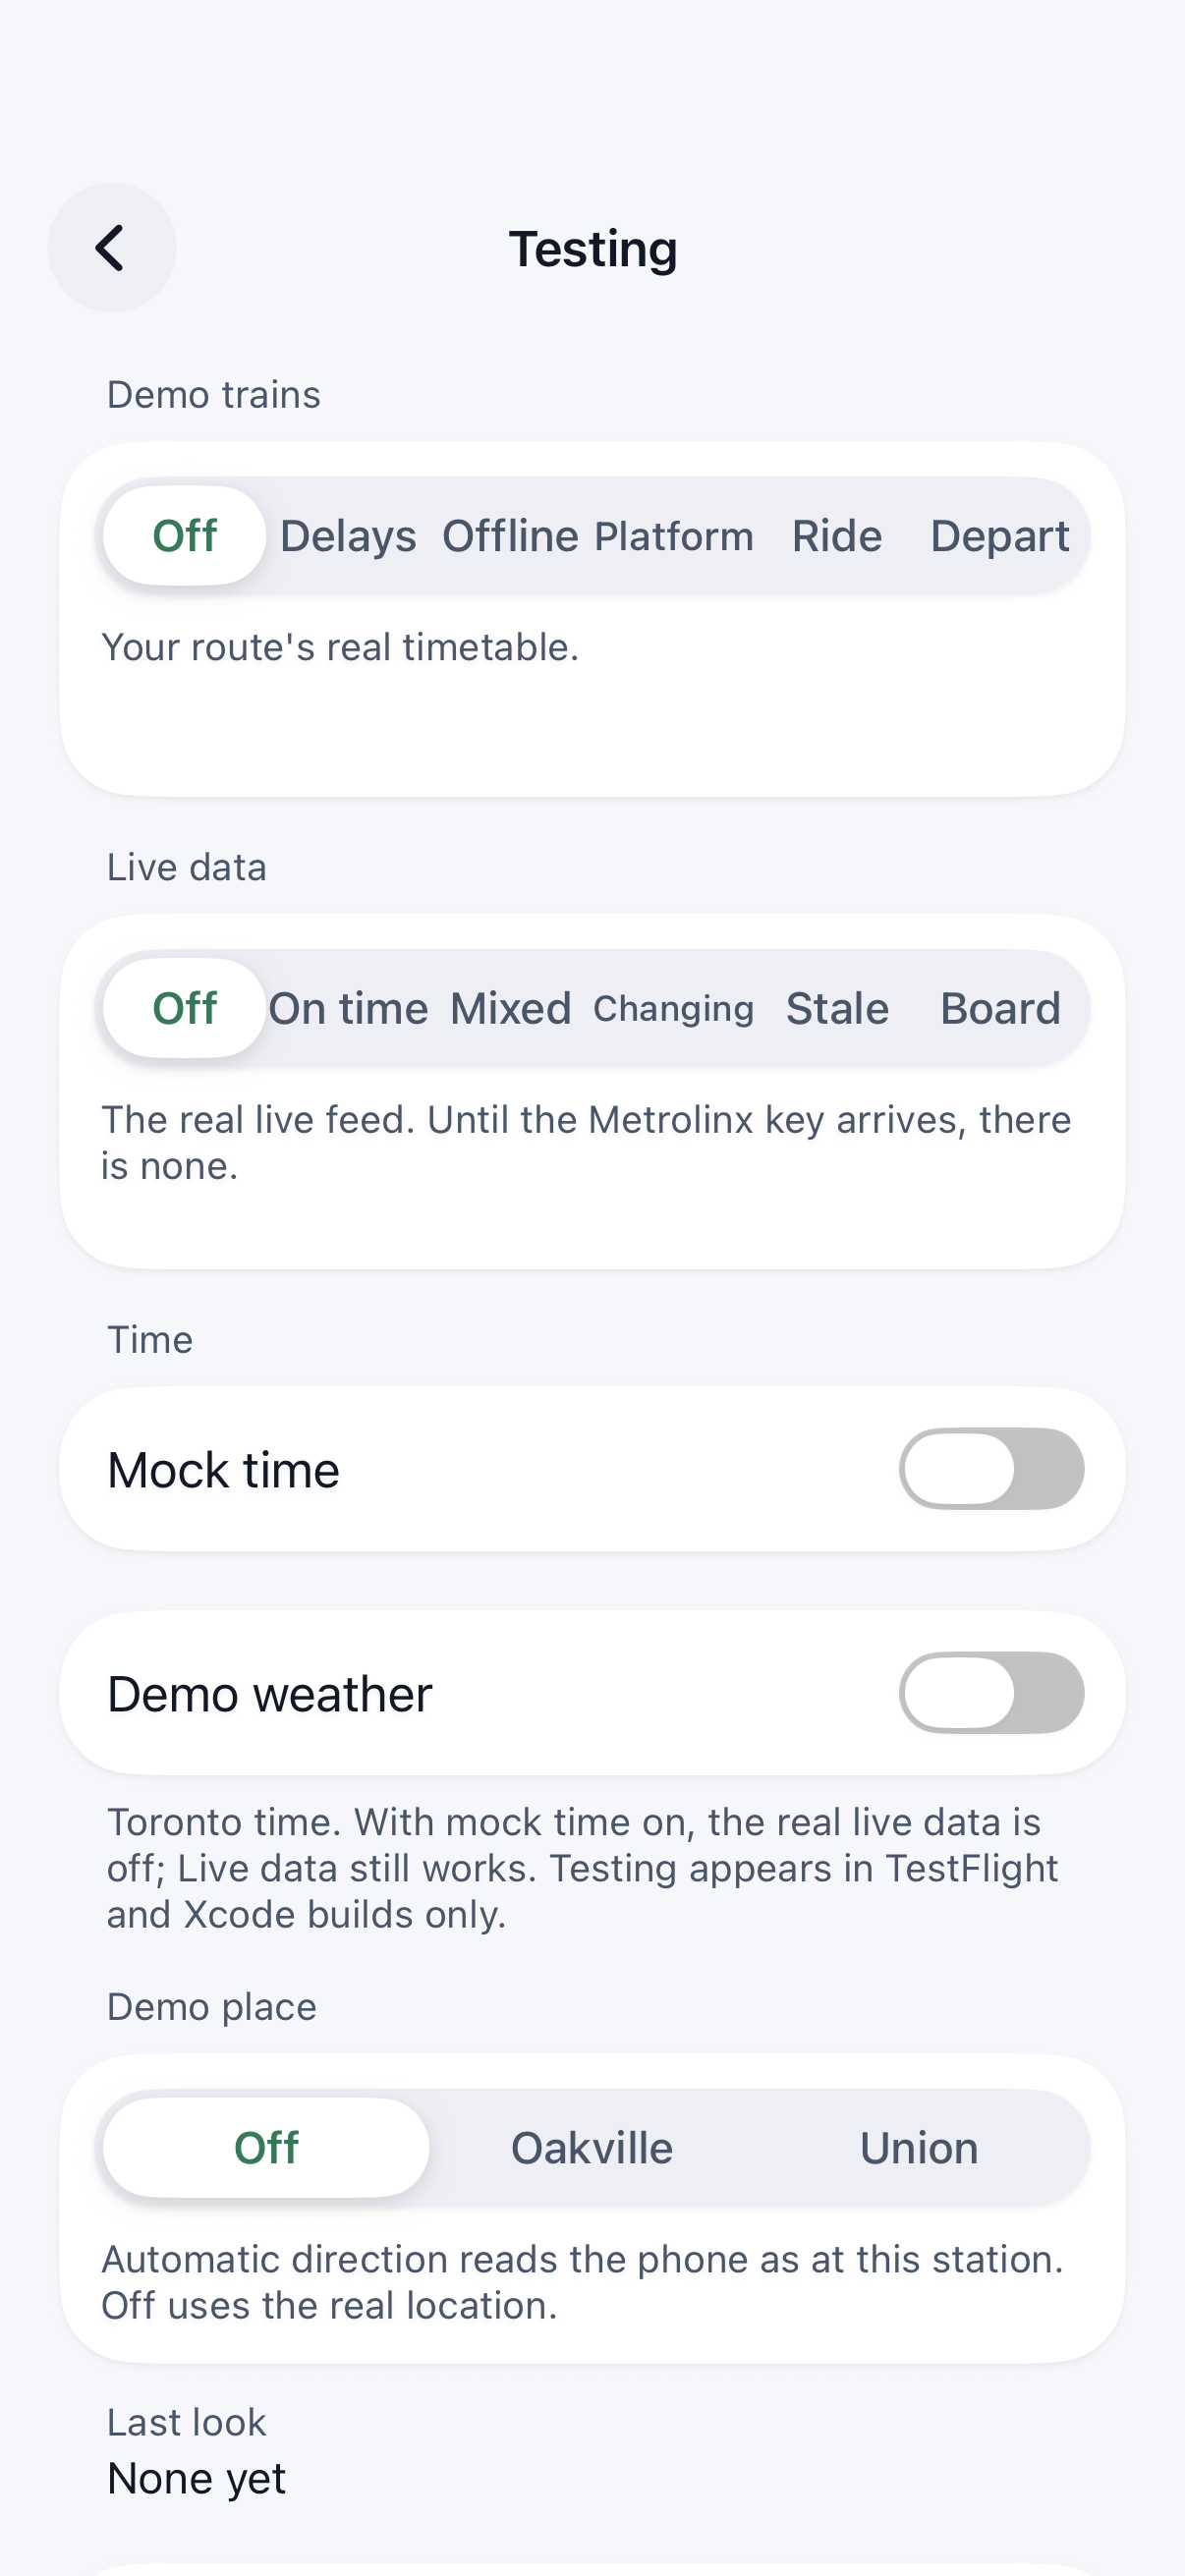 Testing
Demo trains
Off Delays Offline Platform Ride Depart
Your route's real timetable.
Live data
Off On time Mixed Changing Stale Board
The real live feed. Until the Metrolinx key arrives, there
is none.
Time
Mock time
Demo weather
Toronto time. With mock time on, the real live data is
off; Live data still works. Testing appears in TestFlight
and Xcode builds only.
Demo place
Off Oakville Union
Automatic direction reads the phone as at this station.
Off uses the real location.
Last look
None yet